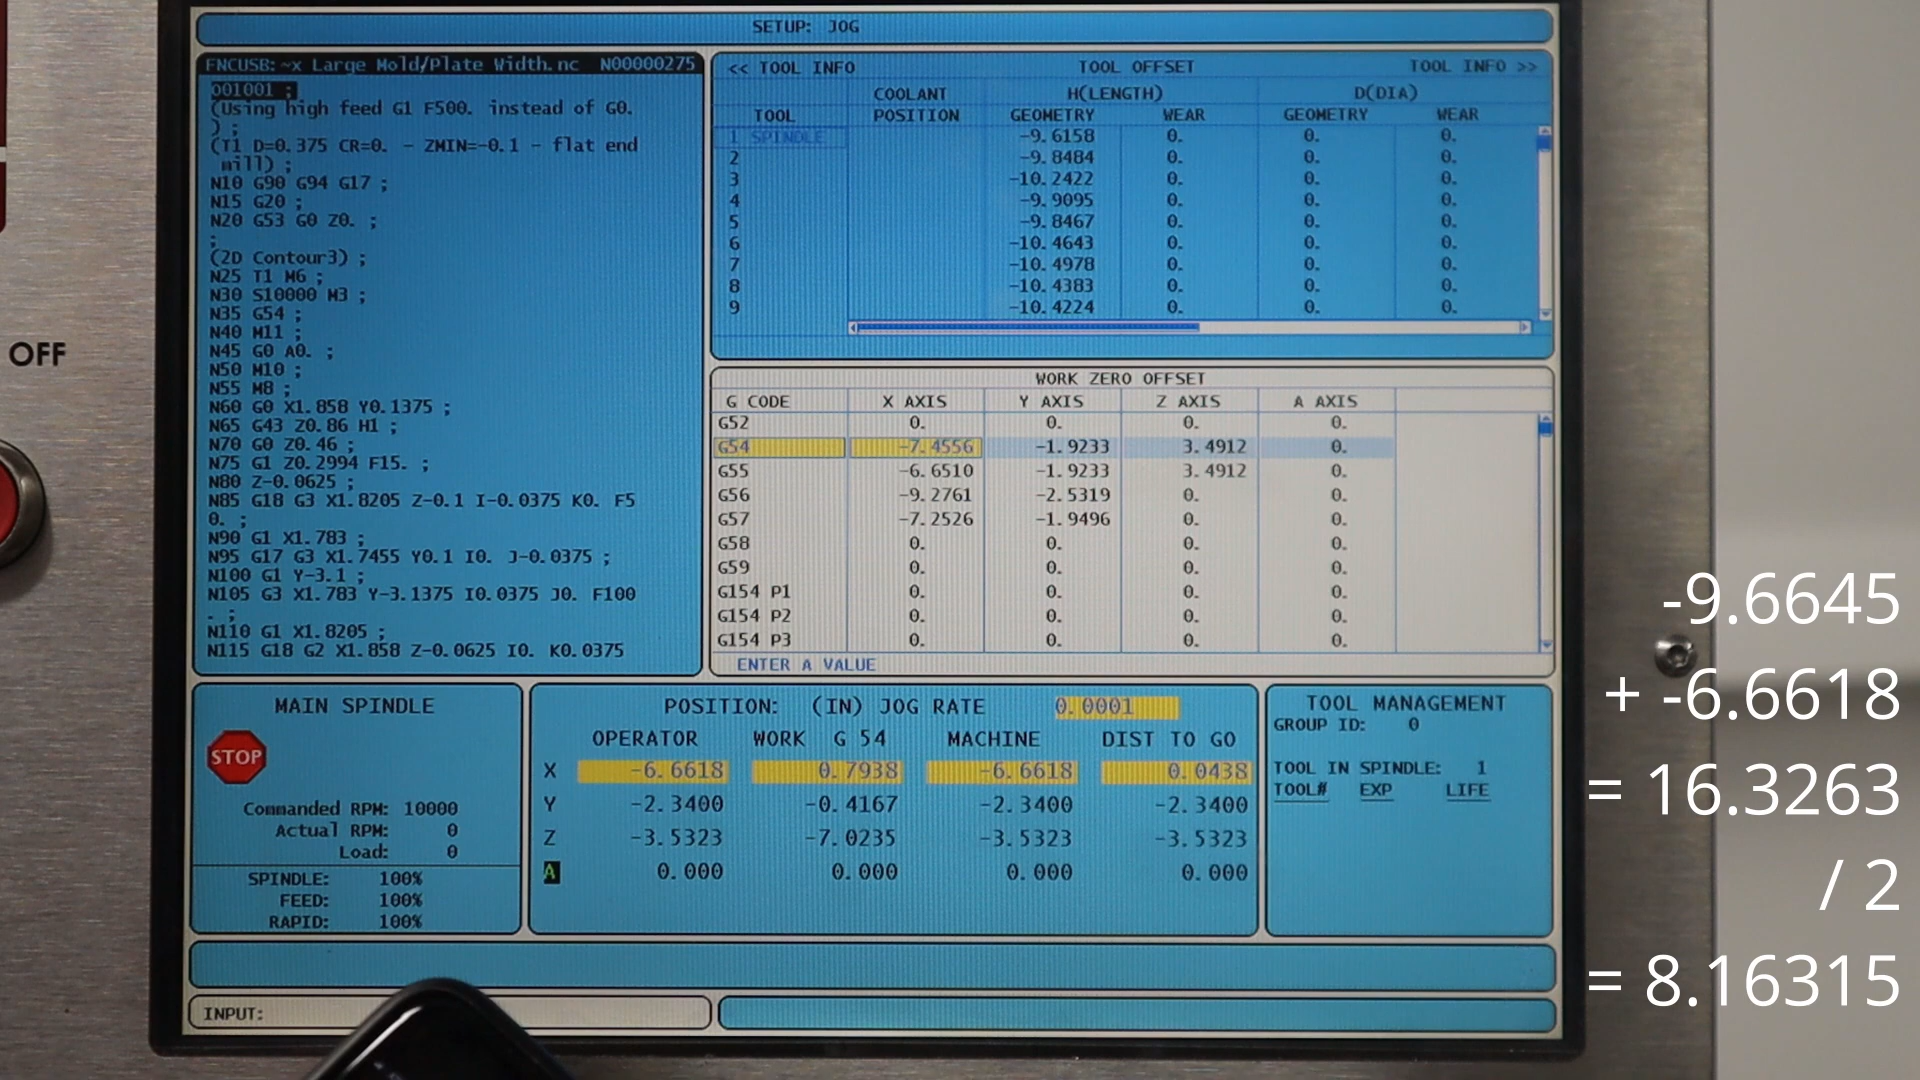 SETUP: JOG
FNCUSB: ~x Large Mold/Plate Width.nc N00000275
O01001 ;
(Using high feed G1 F500. instead of G0.
) ;
(T1 D=0.375 CR=0. - ZMIN=-0.1 - flat end
mill) ;
N10 G90 G94 G17 ;
N15 G20 ;
N20 G53 G0 Z0. ;
;
(2D Contour3) ;
N25 T1 M6 ;
N30 S10000 M3 ;
N35 G54 ;
N40 M11 ;
N45 G0 A0. ;
N50 M10 ;
N55 M8 ;
N60 G0 X1.858 Y0.1375 ;
N65 G43 Z0.86 H1 ;
N70 G0 Z0.46 ;
N75 G1 Z0.2994 F15. ;
N80 Z-0.0625 ;
N85 G18 G3 X1.8205 Z-0.1 I-0.0375 K0. F5
0. ;
N90 G1 X1.783 ;
N95 G17 G3 X1.7455 Y0.1 I0. J-0.0375 ;
N100 G1 Y-3.1 ;
N105 G3 X1.783 Y-3.1375 I0.0375 J0. F100
. ;
N110 G1 X1.8205 ;
N115 G18 G2 X1.858 Z-0.0625 I0. K0.0375
<< TOOL INFO TOOL OFFSET TOOL INFO >>
COOLANT H(LENGTH) D(DIA)
TOOL POSITION GEOMETRY WEAR GEOMETRY WEAR
1 SPINDLE -9.6158 0. 0. 0.
2 -9.8484 0. 0. 0.
3 -10.2422 0. 0. 0.
4 -9.9095 0. 0. 0.
5 -9.8467 0. 0. 0.
6 -10.4643 0. 0. 0.
7 -10.4978 0. 0. 0.
8 -10.4383 0. 0. 0.
9 -10.4224 0. 0. 0.
WORK ZERO OFFSET
G CODE X AXIS Y AXIS Z AXIS A AXIS
G52 0. 0. 0. 0.
G54 -7.4556 -1.9233 3.4912 0.
G55 -6.6510 -1.9233 3.4912 0.
G56 -9.2761 -2.5319 0. 0.
G57 -7.2526 -1.9496 0. 0.
G58 0. 0. 0. 0.
G59 0. 0. 0. 0.
G154 P1 0. 0. 0. 0.
G154 P2 0. 0. 0. 0.
G154 P3 0. 0. 0. 0.
ENTER A VALUE
MAIN SPINDLE
STOP
Commanded RPM: 10000
Actual RPM: 0
Load: 0
SPINDLE: 100%
FEED: 100%
RAPID: 100%
POSITION: (IN) JOG RATE 0.0001
OPERATOR WORK G 54 MACHINE DIST TO GO
X -6.6618 0.7938 -6.6618 0.0438
Y -2.3400 -0.4167 -2.3400 -2.3400
Z -3.5323 -7.0235 -3.5323 -3.5323
A 0.000 0.000 0.000 0.000
TOOL MANAGEMENT
GROUP ID: 0
TOOL IN SPINDLE: 1
TOOL# EXP LIFE
INPUT:
OFF
-9.6645
+ -6.6618
= 16.3263
/ 2
= 8.16315